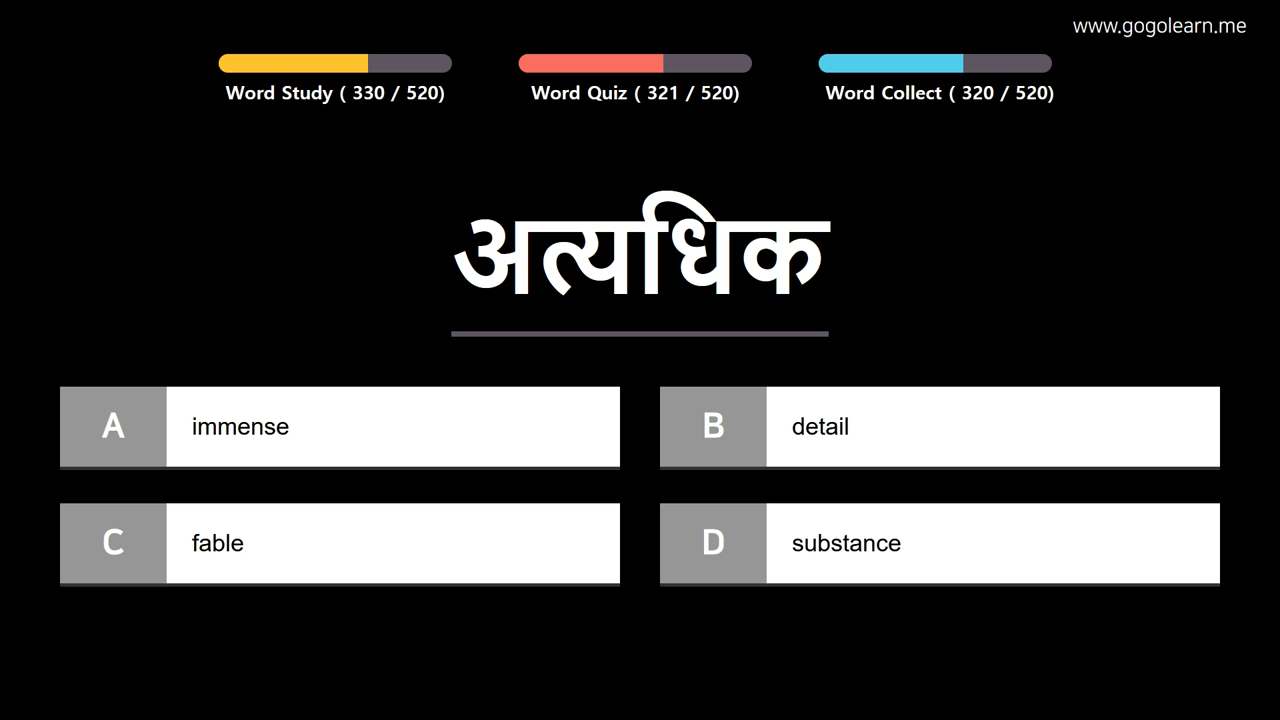 www.gogolearn.me
Word Study ( 330 / 520)
Word Quiz ( 321 / 520)
Word Collect ( 320 / 520)
अत्यधिक
A immense
B detail
C fable
D substance